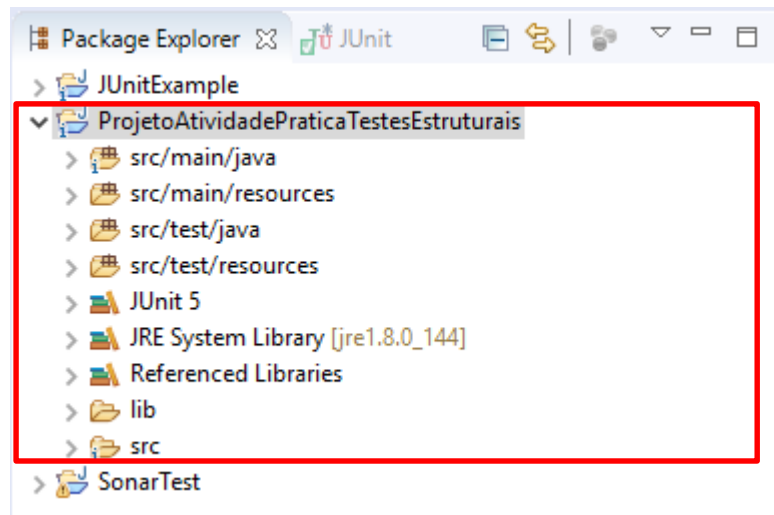 Package Explorer JUnit
JUnitExample
ProjetoAtividadePraticaTestesEstruturais
src/main/java
src/main/resources
src/test/java
src/test/resources
JUnit 5
JRE System Library [jre1.8.0_144]
Referenced Libraries
lib
src
SonarTest